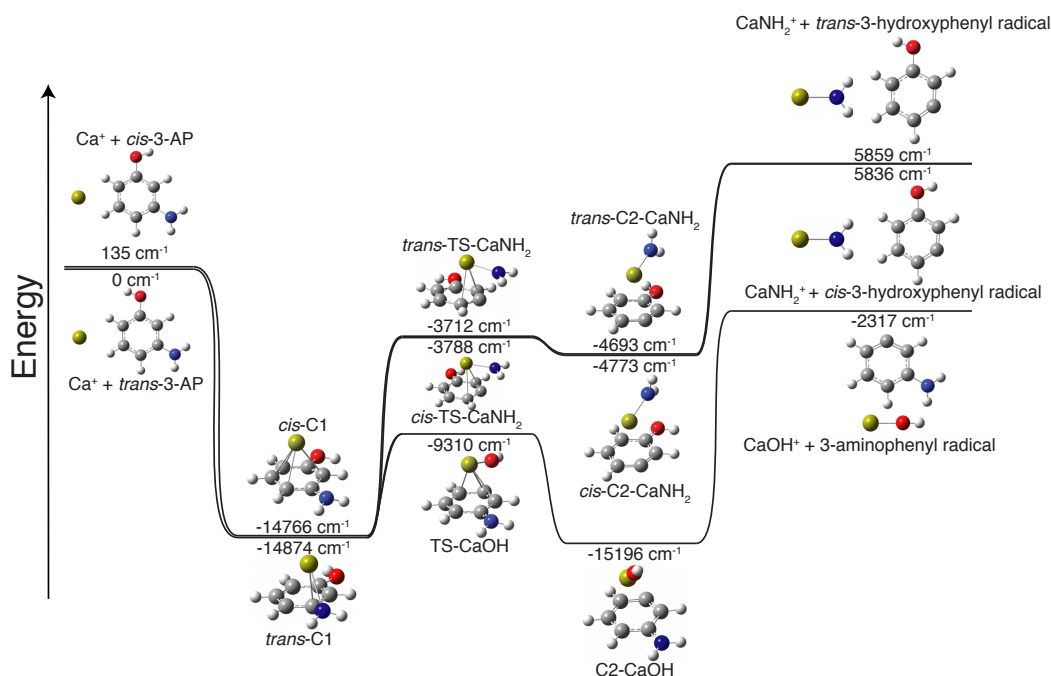 CaNH₂⁺ + trans-3-hydroxyphenyl radical
5859 cm⁻¹
5836 cm⁻¹
CaNH₂⁺ + cis-3-hydroxyphenyl radical
-2317 cm⁻¹
CaOH⁺ + 3-aminophenyl radical
Energy
Ca⁺ + cis-3-AP
135 cm⁻¹
0 cm⁻¹
Ca⁺ + trans-3-AP
cis-C1
-14766 cm⁻¹
-14874 cm⁻¹
trans-C1
trans-TS-CaNH₂
-3712 cm⁻¹
-3788 cm⁻¹
cis-TS-CaNH₂
-9310 cm⁻¹
TS-CaOH
trans-C2-CaNH₂
-4693 cm⁻¹
-4773 cm⁻¹
cis-C2-CaNH₂
-15196 cm⁻¹
C2-CaOH